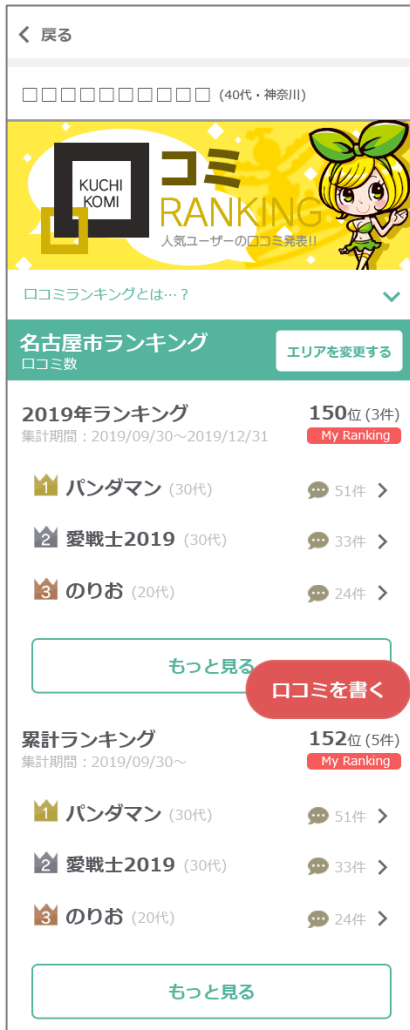 戻る
□□□□□□□□□□ (40代・神奈川)
KUCHI
KOMI
口コミ
RANKING
人気ユーザーの口コミ発表!!
口コミランキングとは…？
名古屋市ランキング
口コミ数
エリアを変更する
2019年ランキング 150位 (3件)
集計期間：2019/09/30～2019/12/31 My Ranking
1 パンダマン (30代) 51件
2 愛戦士2019 (30代) 33件
3 のりお (20代) 24件
もっと見る
口コミを書く
累計ランキング 152位 (5件)
集計期間：2019/09/30～ My Ranking
1 パンダマン (30代) 51件
2 愛戦士2019 (30代) 33件
3 のりお (20代) 24件
もっと見る